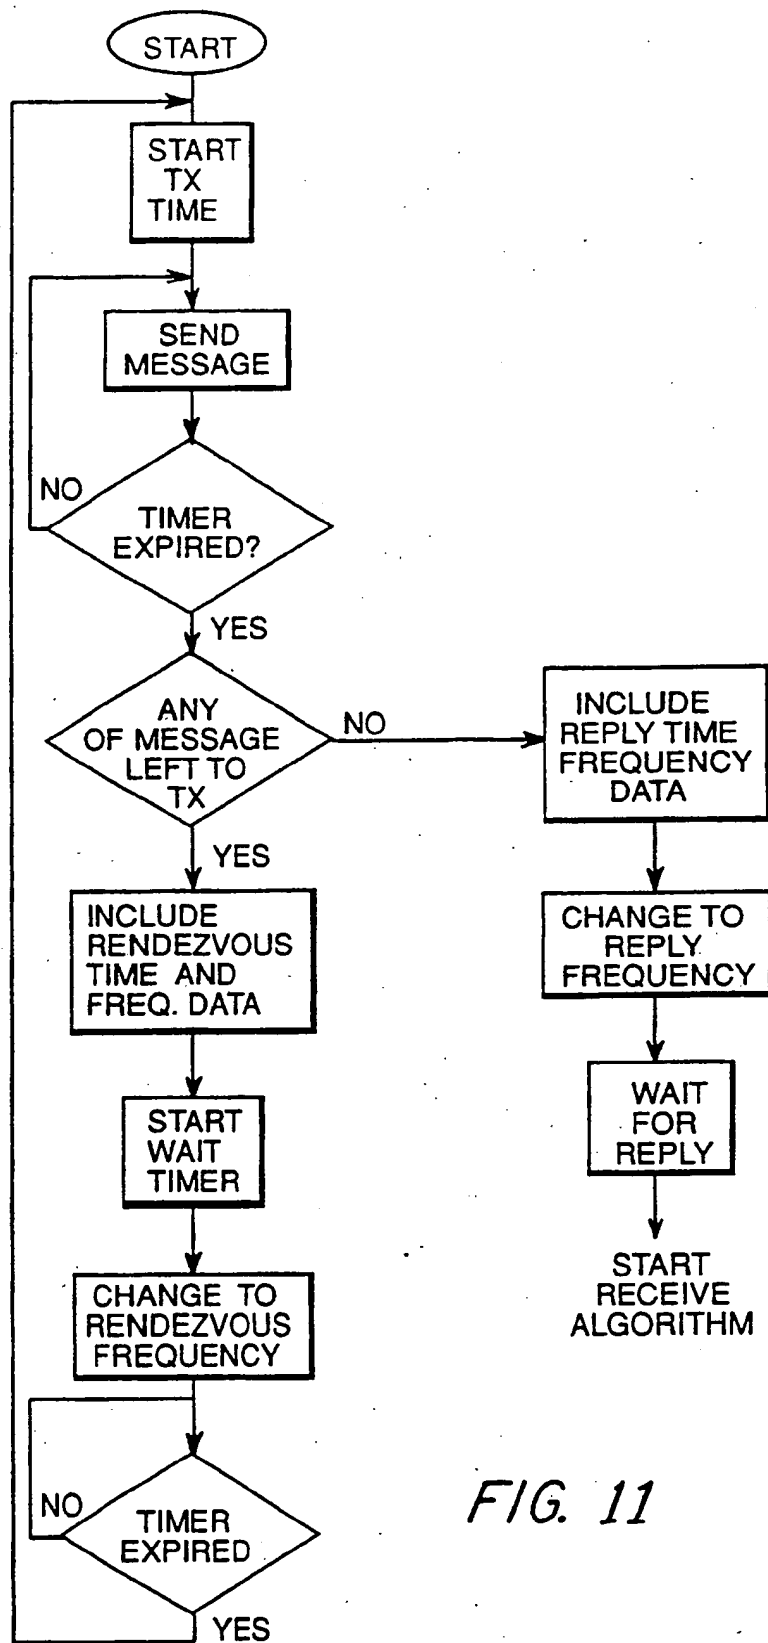 START
START
TX
TIME
SEND
MESSAGE
NO
TIMER
EXPIRED?
YES
ANY
OF MESSAGE
LEFT TO
TX
NO
YES
INCLUDE
RENDEZVOUS
TIME AND
FREQ. DATA
START
WAIT
TIMER
CHANGE TO
RENDEZVOUS
FREQUENCY
NO
TIMER
EXPIRED
YES
INCLUDE
REPLY TIME
FREQUENCY
DATA
CHANGE TO
REPLY
FREQUENCY
WAIT
FOR
REPLY
START
RECEIVE
ALGORITHM
FIG. 11